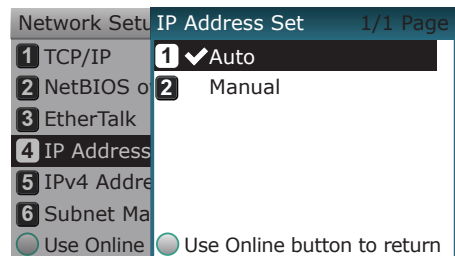 Network Setu
1 TCP/IP
2 NetBIOS o
3 EtherTalk
4 IP Address
5 IPv4 Addre
6 Subnet Ma
Use Online
IP Address Set 1/1 Page
1 ✔Auto
2 Manual
Use Online button to return